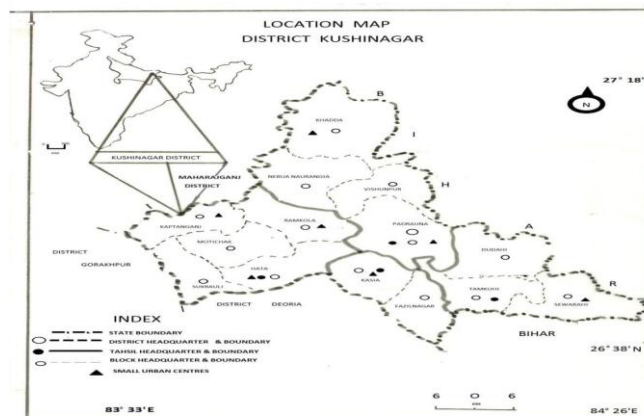 LOCATION MAP
DISTRICT KUSHINAGAR
27° 18'
N
B
I
H
A
R
KHADDA
KUSHINAGAR DISTRICT
MAHARAJGANJ
DISTRICT
NEBUA NAURANGIA
VISHUNPUR
KAPTANGANJ
RAMKOLA
PADRAUNA
MOTICHAK
DUDAHI
DISTRICT
GORAKHPUR
SUKRAULI
HATA
KASIA
TAMKUHI
SEWARAHI
FAZILNAGAR
DISTRICT DEORIA
BIHAR
INDEX
STATE BOUNDARY
DISTRICT HEADQUARTER & BOUNDARY
TAHSIL HEADQUARTER & BOUNDARY
BLOCK HEADQUARTER & BOUNDARY
SMALL URBAN CENTRES
26° 38'N
6 0 6
83° 33'E
84° 26'E